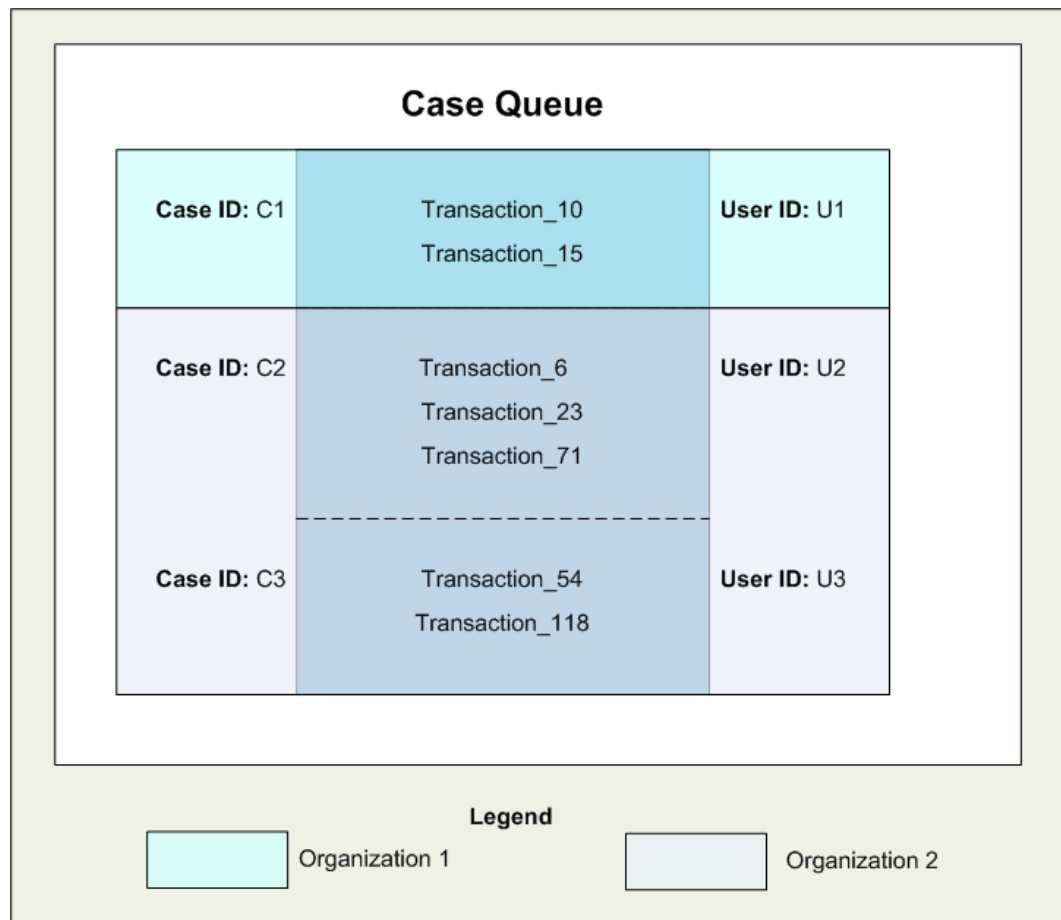 Case Queue
Case ID: C1 Transaction_10 User ID: U1
Transaction_15
Case ID: C2 Transaction_6 User ID: U2
Transaction_23
Transaction_71
Case ID: C3 Transaction_54 User ID: U3
Transaction_118
Legend
Organization 1 Organization 2